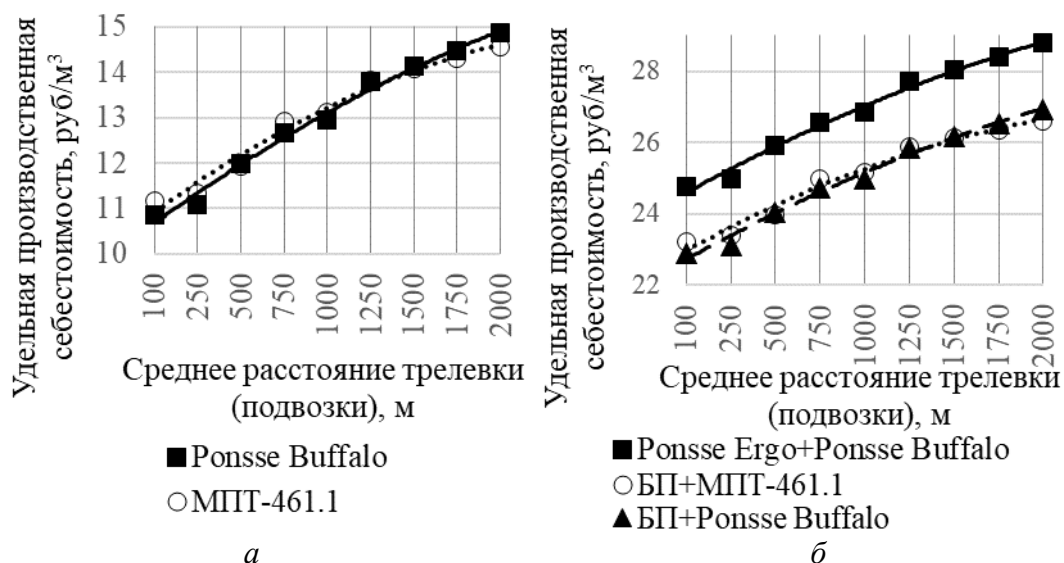 Удельная производственная
себестоимость, руб/м³
15
14
13
12
11
10
100
250
500
750
1000
1250
1500
1750
2000
Среднее расстояние трелевки
(подвозки), м
Ponsse Buffalo
МПТ-461.1
а
Удельная производственная
себестоимость, руб/м³
28
26
24
22
100
250
500
750
1000
1250
1500
1750
2000
Среднее расстояние трелевки
(подвозки), м
Ponsse Ergo+Ponsse Buffalo
БП+МПТ-461.1
БП+Ponsse Buffalo
б